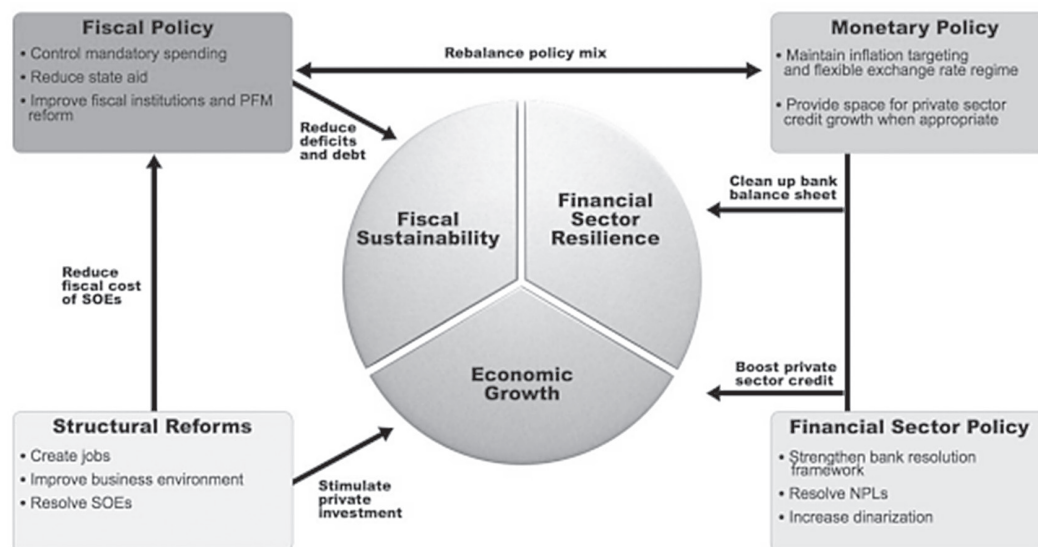 Fiscal Policy
• Control mandatory spending
• Reduce state aid
• Improve fiscal institutions and PFM
reform
Rebalance policy mix
Monetary Policy
• Maintain inflation targeting
and flexible exchange rate regime
• Provide space for private sector
credit growth when appropriate
Reduce
deficits
and debt
Clean up bank
balance sheet
Fiscal
Sustainability
Financial
Sector
Resilience
Reduce
fiscal cost
of SOEs
Economic
Growth
Boost private
sector credit
Structural Reforms
• Create jobs
• Improve business environment
• Resolve SOEs
Stimulate
private
investment
Financial Sector Policy
• Strengthen bank resolution
framework
• Resolve NPLs
• Increase dinarization